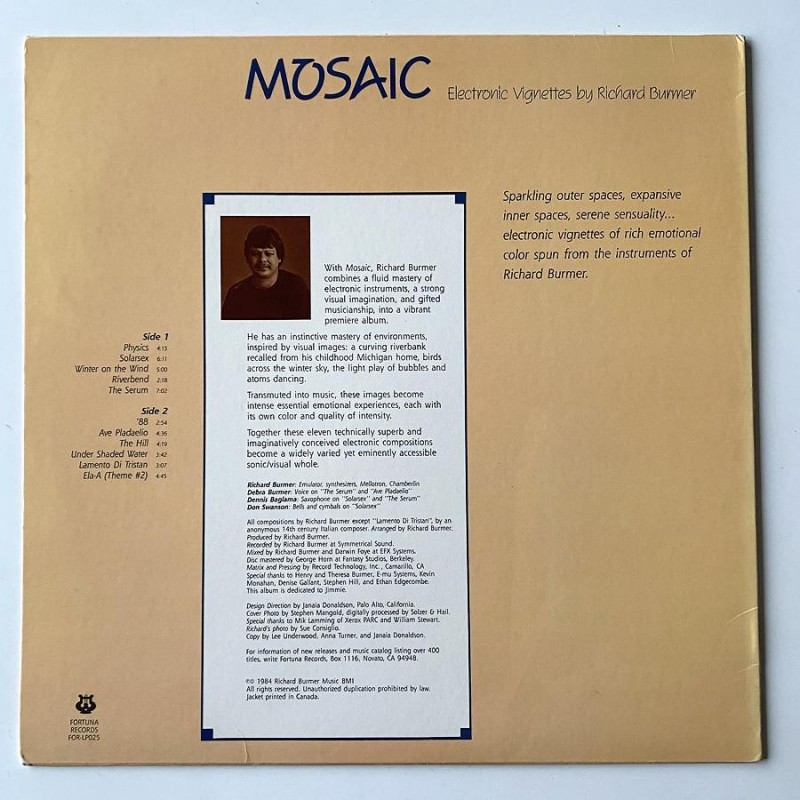 MOSAIC Electronic Vignettes by Richard Burmer
Sparkling outer spaces, expansive
inner spaces, serene sensuality...
electronic vignettes of rich emotional
color spun from the instruments of
Richard Burmer.
With Mosaic, Richard Burmer
combines a fluid mastery of
electronic instruments, a strong
visual imagination, and gifted
musicianship, into a vibrant
premiere album.
He has an instinctive mastery of environments,
inspired by visual images: a curving riverbank
recalled from his childhood Michigan home, birds
across the winter sky, the light play of bubbles and
atoms dancing.
Transmuted into music, these images become
intense essential emotional experiences, each with
its own color and quality of intensity.
Together these eleven technically superb and
imaginatively conceived electronic compositions
become a widely varied yet eminently accessible
sonic/visual whole.
Richard Burmer: Emulator, synthesizers, Mellotron, Chamberlin
Debra Burmer: Voice on "The Serum" and "Ave Pladaelio"
Dennis Baglama: Saxophone on "Solarsex" and "The Serum"
Don Swanson: Bells and cymbals on "Solarsex"
All compositions by Richard Burmer except "Lamento Di Tristan", by an
anonymous 14th century Italian composer. Arranged by Richard Burmer.
Produced by Richard Burmer.
Recorded by Richard Burmer at Symmetrical Sound.
Mixed by Richard Burmer and Darwin Foye at EFX Systems.
Disc mastered by George Horn at Fantasy Studios, Berkeley.
Matrix and Pressing by Record Technology, Inc., Camarillo, CA
Special thanks to Henry and Theresa Burmer, E-mu Systems, Kevin
Monahan, Denise Gallant, Stephen Hill, and Ethan Edgecombe.
This album is dedicated to Jimmie.
Design Direction by Janaia Donaldson, Palo Alto, California.
Cover Photo by Stephen Mangold, digitally processed by Solzer & Hail.
Special thanks to Mik Lamming of Xerox PARC and William Stewart.
Richard's photo by Sue Consiglio.
Copy by Lee Underwood, Anna Turner, and Janaia Donaldson.
For information of new releases and music catalog listing over 400
titles, write Fortuna Records, Box 1116, Novato, CA 94948.
℗© 1984 Richard Burmer Music BMI
All rights reserved. Unauthorized duplication prohibited by law.
Jacket printed in Canada.
Side 1
Physics 4:15
Solarsex 6:11
Winter on the Wind 5:00
Riverbend 2:18
The Serum 7:02
Side 2
'88 2:54
Ave Pladaelio 4:36
The Hill 4:19
Under Shaded Water 3:42
Lamento Di Tristan 3:07
Ela-A (Theme #2) 4:45
FORTUNA
RECORDS
FOR-LP025